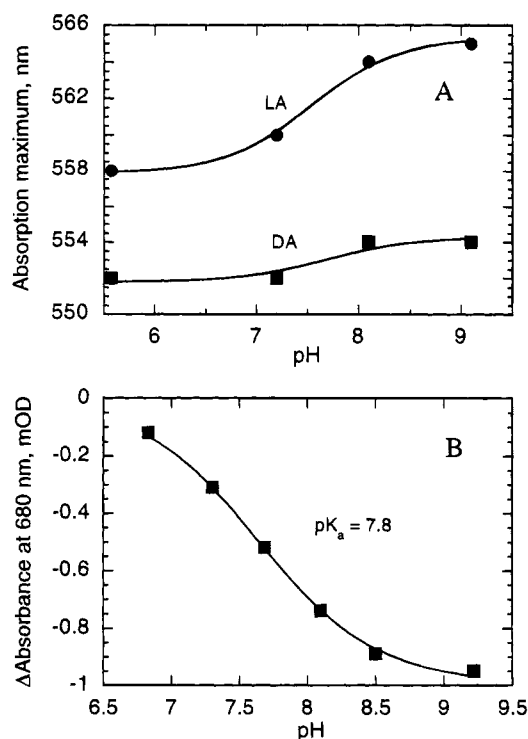 566
562
558
554
550
Absorption maximum, nm
LA
A
DA
6
7
8
9
pH
0
-0.2
-0.4
-0.6
-0.8
-1
ΔAbsorbance at 680 nm, mOD
B
pKa = 7.8
6.5
7
7.5
8
8.5
9
9.5
pH